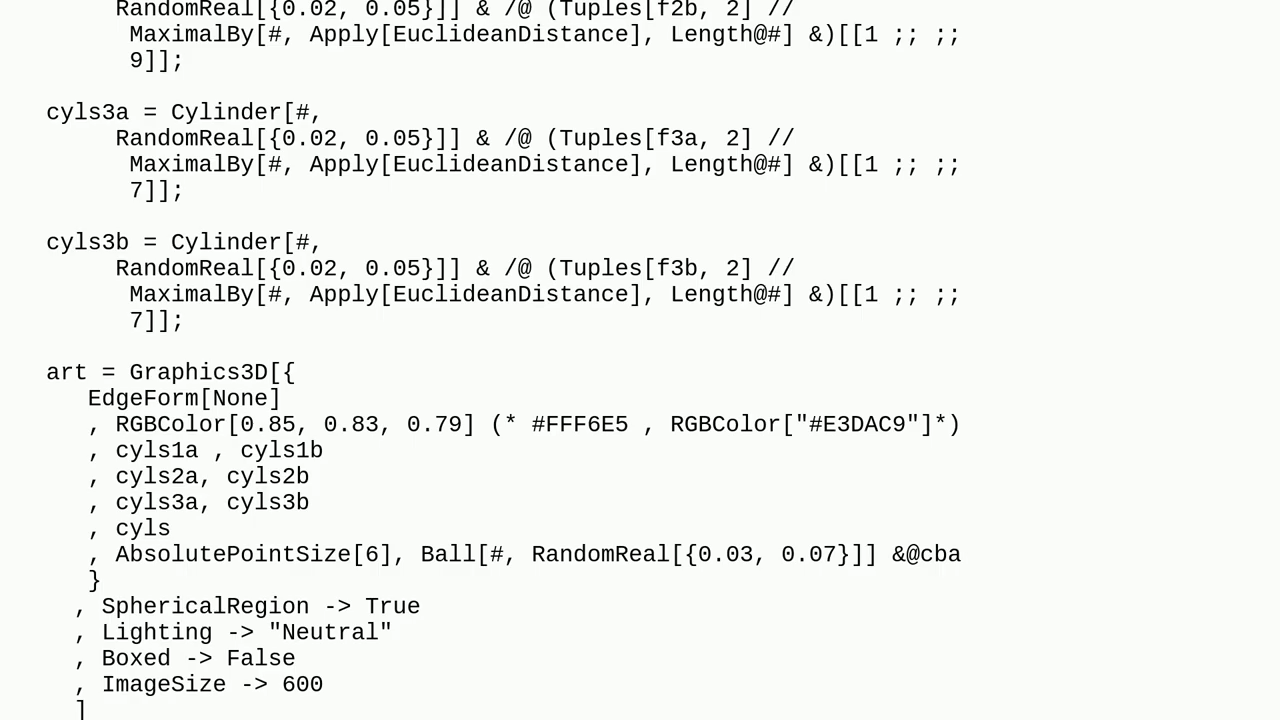 RandomReal[{0.02, 0.05}]] & /@ (Tuples[f2b, 2] //
MaximalBy[#, Apply[EuclideanDistance], Length@#] &)[[1 ;; ;;
9]];
cyls3a = Cylinder[#,
RandomReal[{0.02, 0.05}]] & /@ (Tuples[f3a, 2] //
MaximalBy[#, Apply[EuclideanDistance], Length@#] &)[[1 ;; ;;
7]];
cyls3b = Cylinder[#,
RandomReal[{0.02, 0.05}]] & /@ (Tuples[f3b, 2] //
MaximalBy[#, Apply[EuclideanDistance], Length@#] &)[[1 ;; ;;
7]];
art = Graphics3D[{
EdgeForm[None]
, RGBColor[0.85, 0.83, 0.79] (* #FFF6E5 , RGBColor["#E3DAC9"]*)
, cyls1a , cyls1b
, cyls2a, cyls2b
, cyls3a, cyls3b
, cyls
, AbsolutePointSize[6], Ball[#, RandomReal[{0.03, 0.07}]] &@cba
}
, SphericalRegion -> True
, Lighting -> "Neutral"
, Boxed -> False
, ImageSize -> 600
]